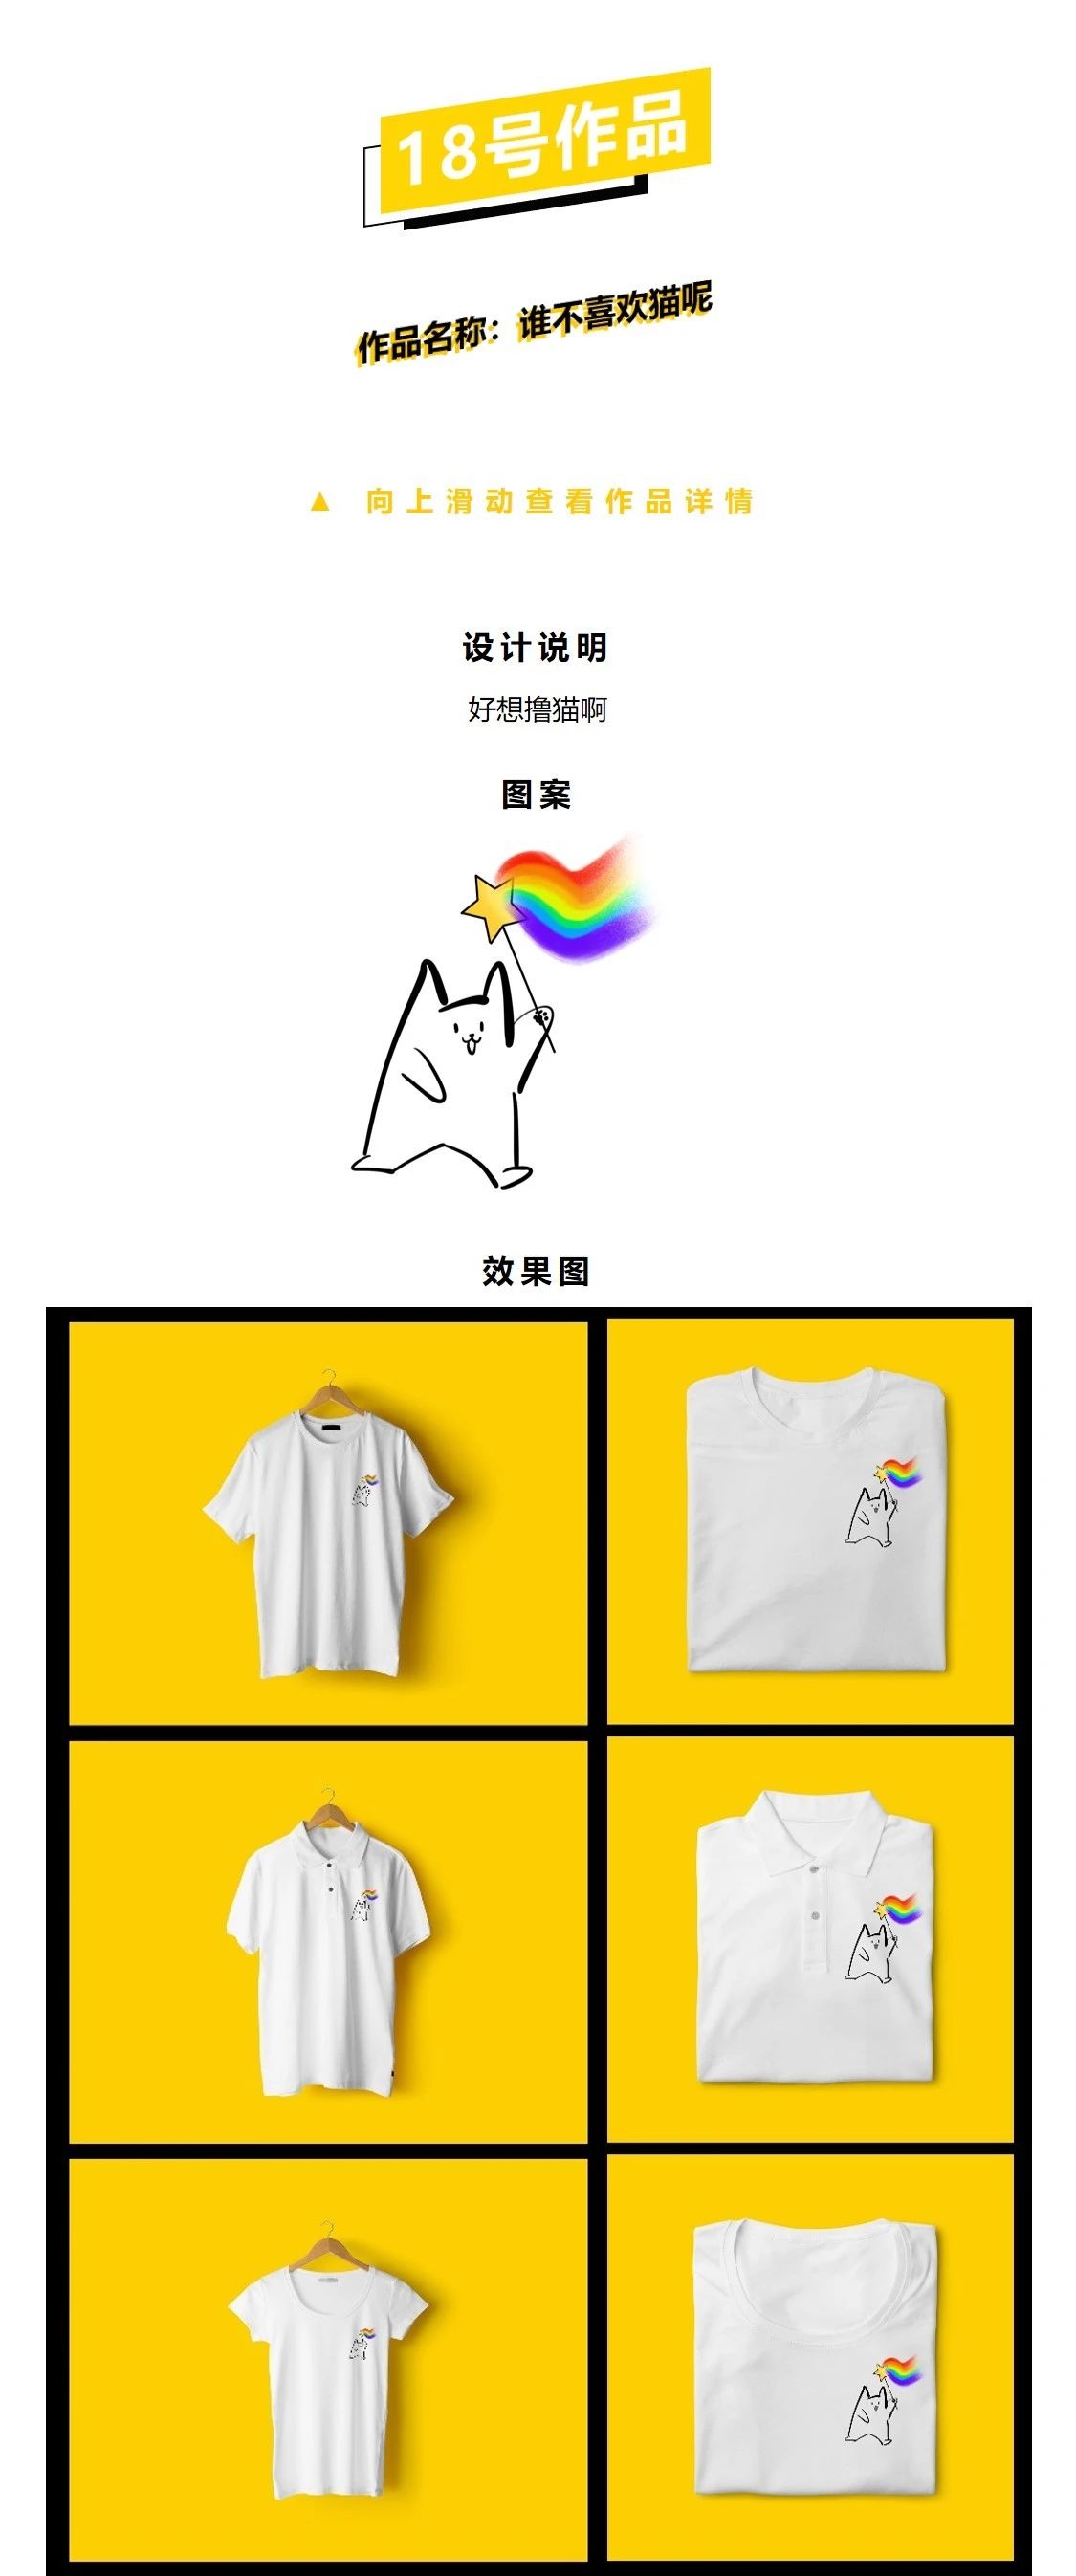 18号作品
作品名称：谁不喜欢猫呢
▲ 向上滑动查看作品详情
设计说明
好想撸猫啊
图案
效果图